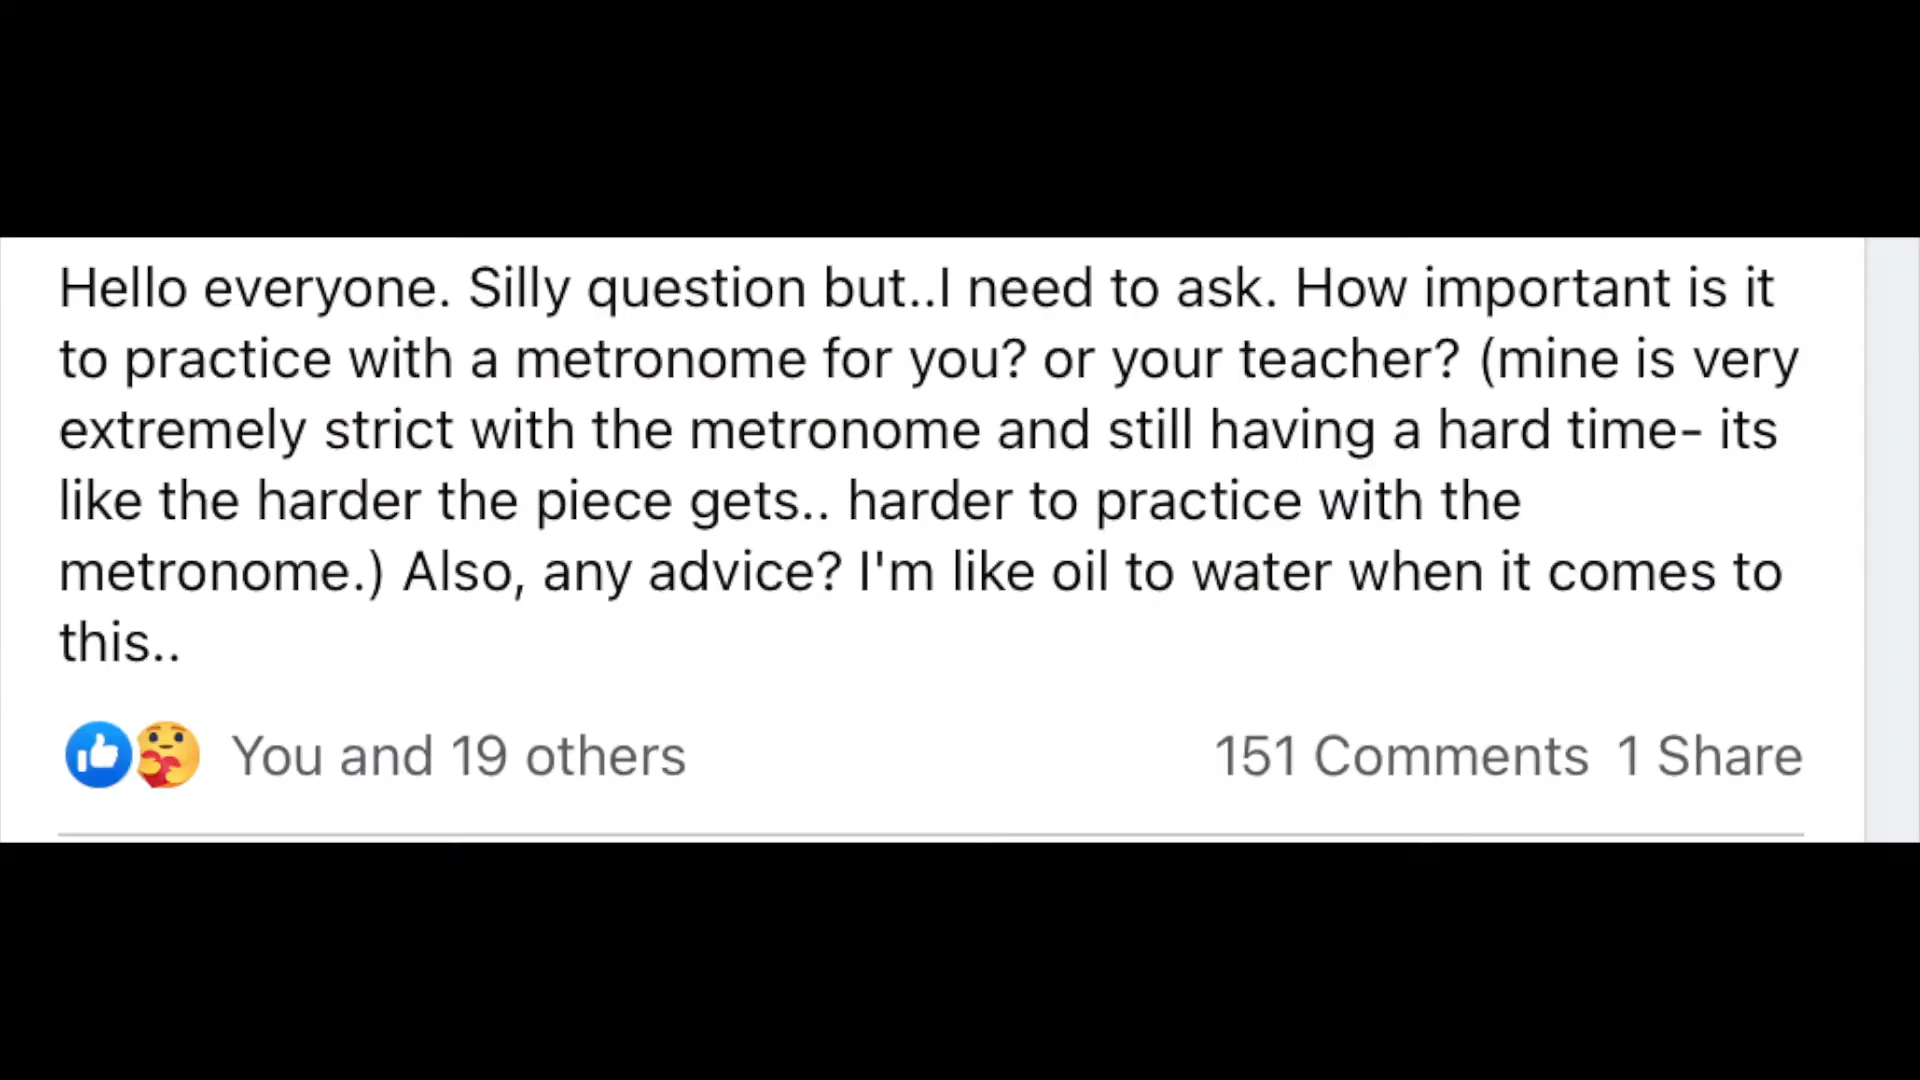 Hello everyone. Silly question but..I need to ask. How important is it
to practice with a metronome for you? or your teacher? (mine is very
extremely strict with the metronome and still having a hard time- its
like the harder the piece gets.. harder to practice with the
metronome.) Also, any advice? I'm like oil to water when it comes to
this..
You and 19 others 151 Comments 1 Share